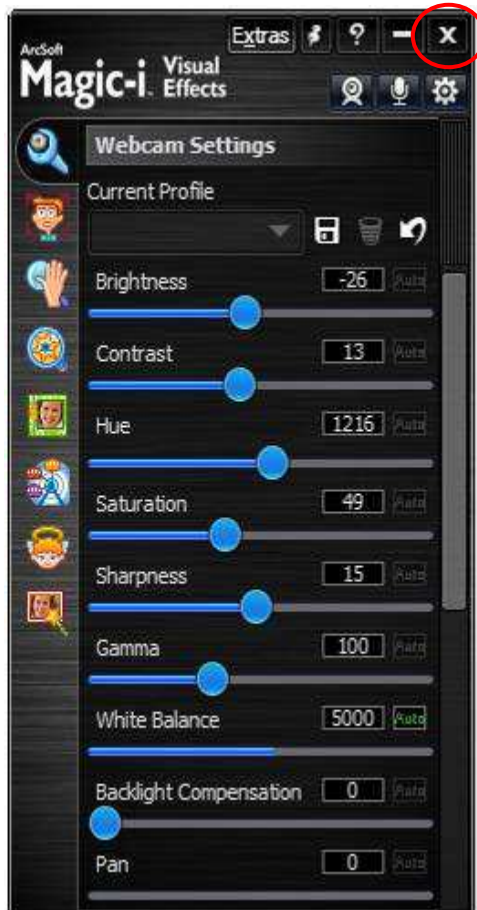 Extras ? X
ArcSoft
Magic-i Visual
Effects
Webcam Settings
Current Profile
Brightness -26 Auto
Contrast 13 Auto
Hue 1216 Auto
Saturation 49 Auto
Sharpness 15 Auto
Gamma 100 Auto
White Balance 5000 Auto
Backlight Compensation 0 Auto
Pan 0 Auto